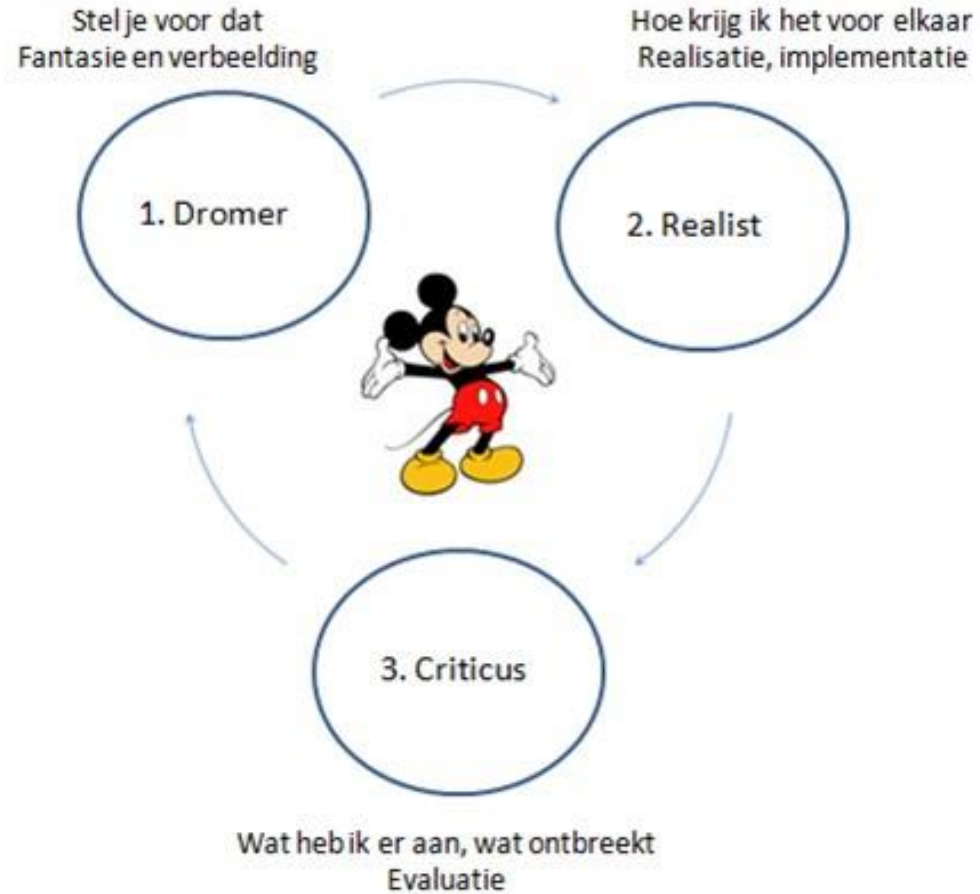 Stel je voor dat
Fantasie en verbeelding
Hoe krijg ik het voor elkaar
Realisatie, implementatie
1. Dromer
2. Realist
3. Criticus
Wat heb ik er aan, wat ontbreekt
Evaluatie